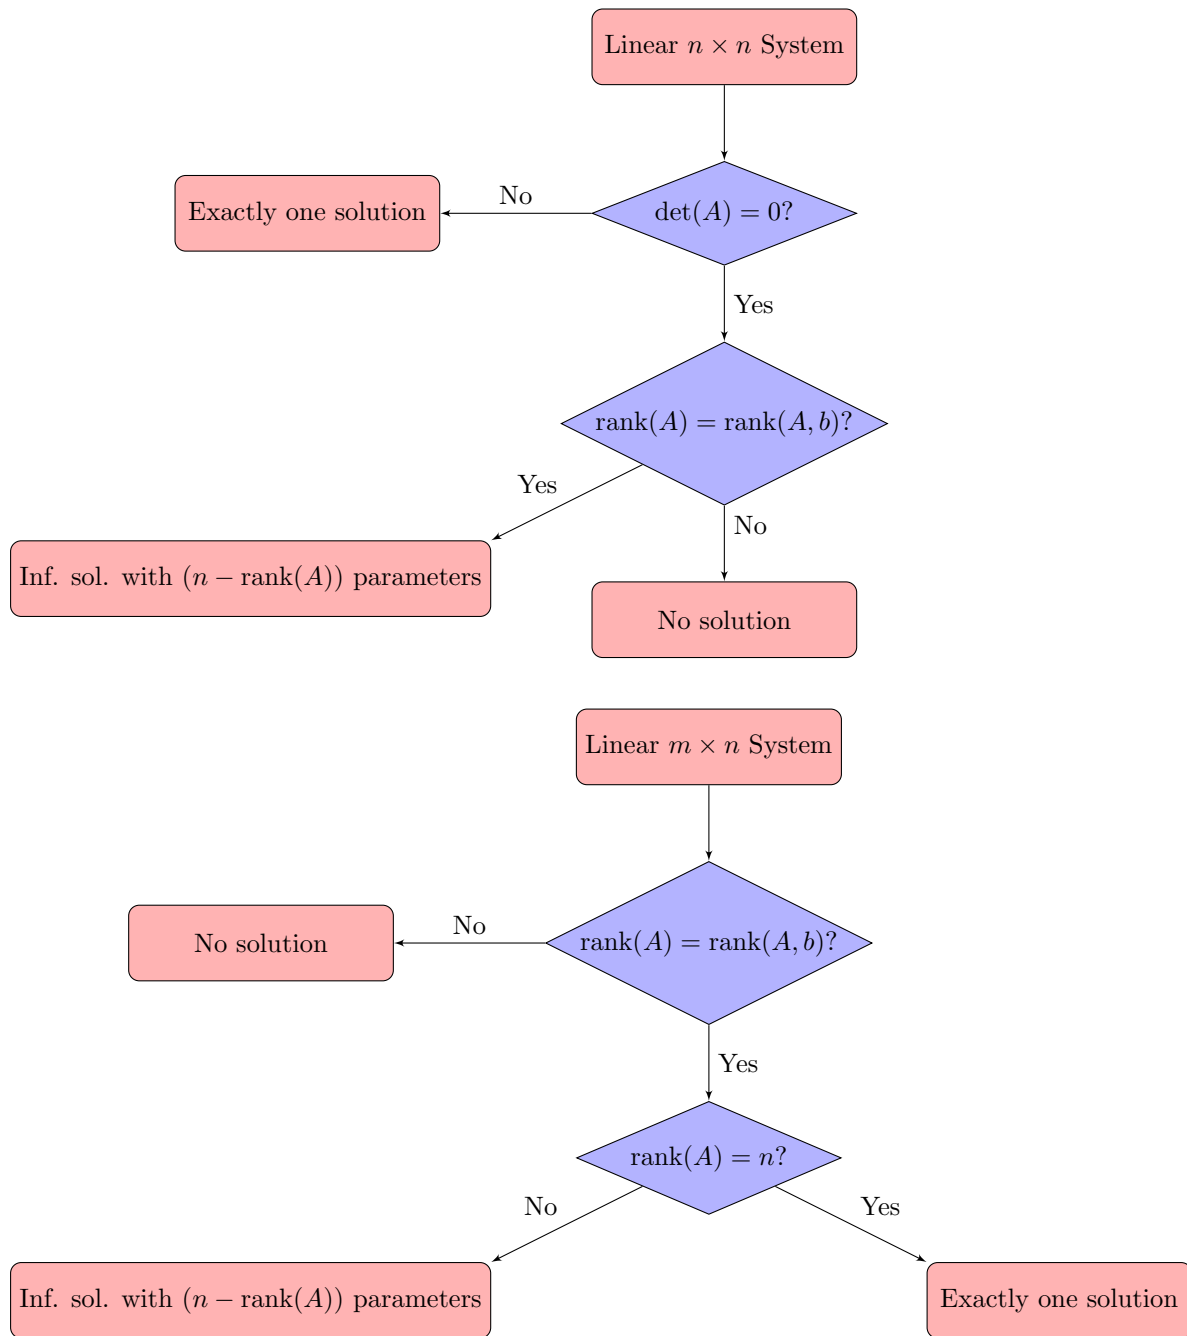 Linear n × n System
No
Exactly one solution
det(A) = 0?
Yes
rank(A) = rank(A, b)?
Yes
No
Inf. sol. with (n − rank(A)) parameters
No solution
Linear m × n System
No
No solution
rank(A) = rank(A, b)?
Yes
rank(A) = n?
No
Yes
Inf. sol. with (n − rank(A)) parameters
Exactly one solution